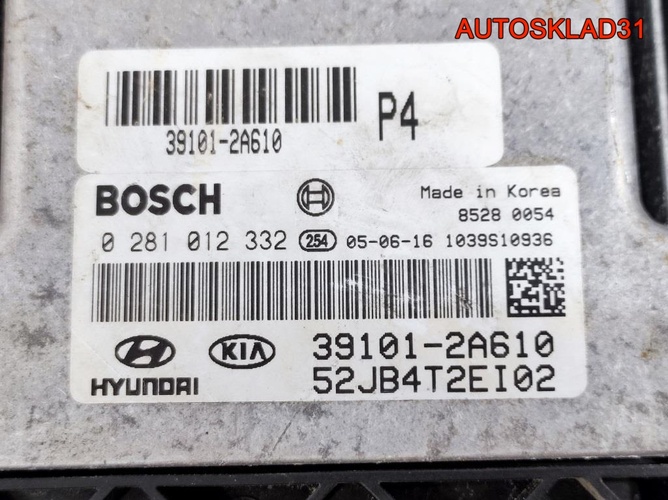 AUTOSKLAD31
39101-2A610
P4
BOSCH
Made in Korea
8528 0054
0 281 012 332 254 05-06-16 1039S10936
HYUNDAI
KIA
39101-2A610
52JB4T2EI02